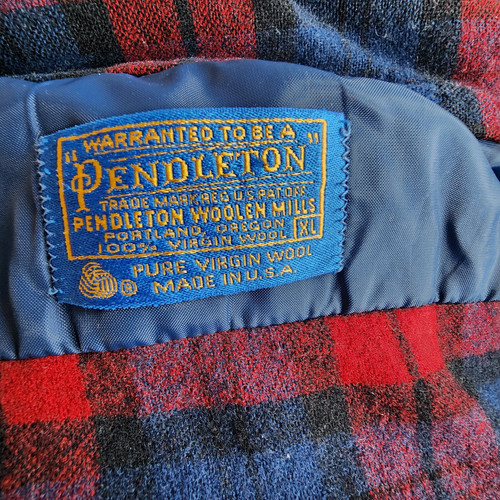 WARRANTED TO BE A
"PENDLETON"
TRADE MARK REG U.S. PAT. OFF.
PENDLETON WOOLEN MILLS
PORTLAND, OREGON
100% VIRGIN WOOL
XL
PURE VIRGIN WOOL
® MADE IN U.S.A.